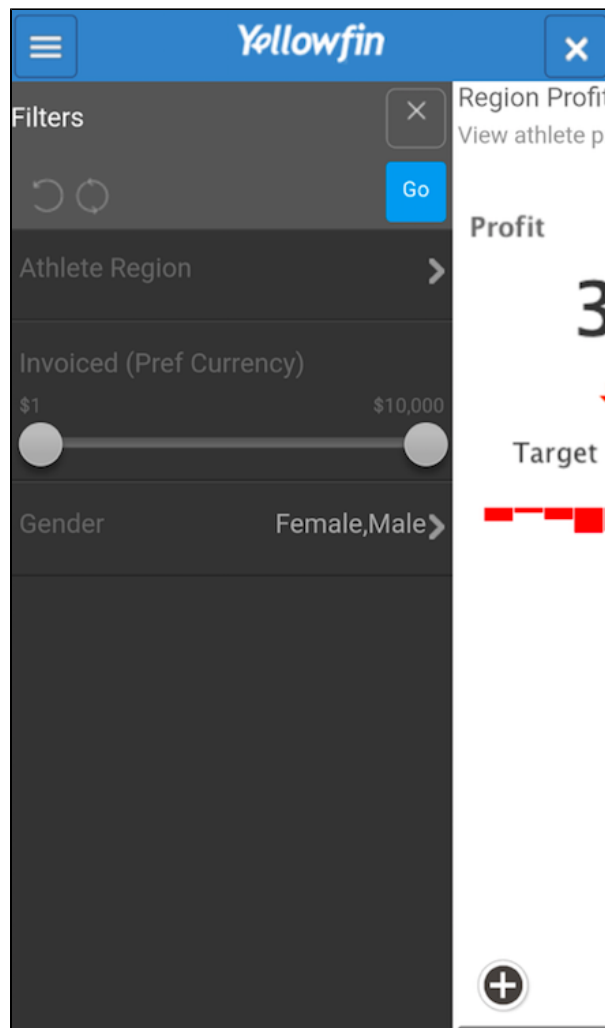 Yellowfin
Filters
Go
Athlete Region
Invoiced (Pref Currency)
$1 $10,000
Gender Female,Male
Region Profit
View athlete p
Profit
3
Target